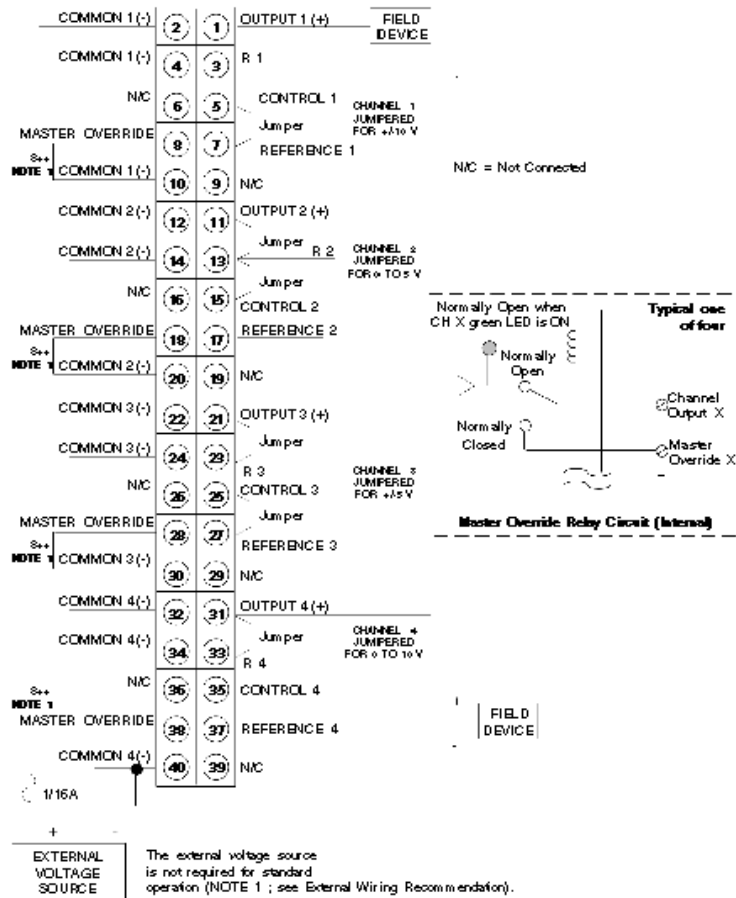 COMMON 1 (-) 2 1 OUTPUT 1 (+) FIELD DEVICE
COMMON 1 (-) 4 3 R 1
N/C 6 5 CONTROL 1
CHANNEL 1
JUMPERED
FOR +/-10 V
Jumper
MASTER OVERRIDE 8 7 REFERENCE 1
S++
NOTE 1
COMMON 1 (-) 10 9 N/C
N/C = Not Connected
COMMON 2 (-) 12 11 OUTPUT 2 (+)
Jumper
COMMON 2 (-) 14 13 R 2
CHANNEL 2
JUMPERED
FOR 0 TO 5 V
Jumper
N/C 16 15 CONTROL 2
MASTER OVERRIDE 18 17 REFERENCE 2
S++
NOTE 1
COMMON 2 (-) 20 19 N/C
COMMON 3 (-) 22 21 OUTPUT 3 (+)
Jumper
COMMON 3 (-) 24 23 R 3
CHANNEL 3
JUMPERED
FOR +/-5 V
N/C 26 25 CONTROL 3
Jumper
MASTER OVERRIDE 28 27 REFERENCE 3
S++
NOTE 1
COMMON 3 (-) 30 29 N/C
COMMON 4 (-) 32 31 OUTPUT 4 (+)
Jumper
CHANNEL 4
JUMPERED
FOR 0 TO 10 V
COMMON 4 (-) 34 33 R 4
N/C 36 35 CONTROL 4
S++
NOTE 1
MASTER OVERRIDE 38 37 REFERENCE 4
COMMON 4 (-) 40 39 N/C
FIELD
DEVICE
1/16A
+ -
EXTERNAL
VOLTAGE
SOURCE
The external voltage source
is not required for standard
operation (NOTE 1 ; see External Wiring Recommendation).
Normally Open when
CH X green LED is ON
Typical one
of four
Normally
Open
Normally
Closed
Channel
Output X
Master
Override X
Master Override Relay Circuit (Internal)